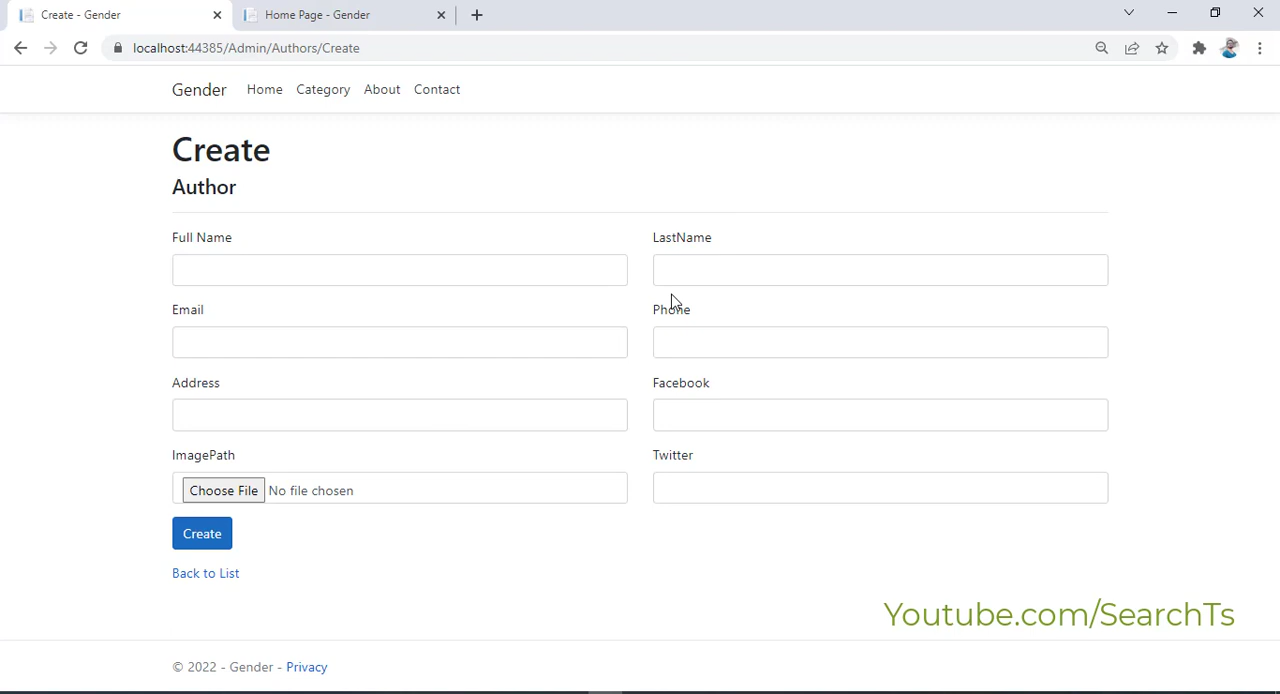 Create - Gender
Home Page - Gender
localhost:44385/Admin/Authors/Create
Gender Home Category About Contact
Create
Author
Full Name
LastName
Email
Phone
Address
Facebook
ImagePath
Twitter
Choose File No file chosen
Create
Back to List
Youtube.com/SearchTs
© 2022 - Gender - Privacy